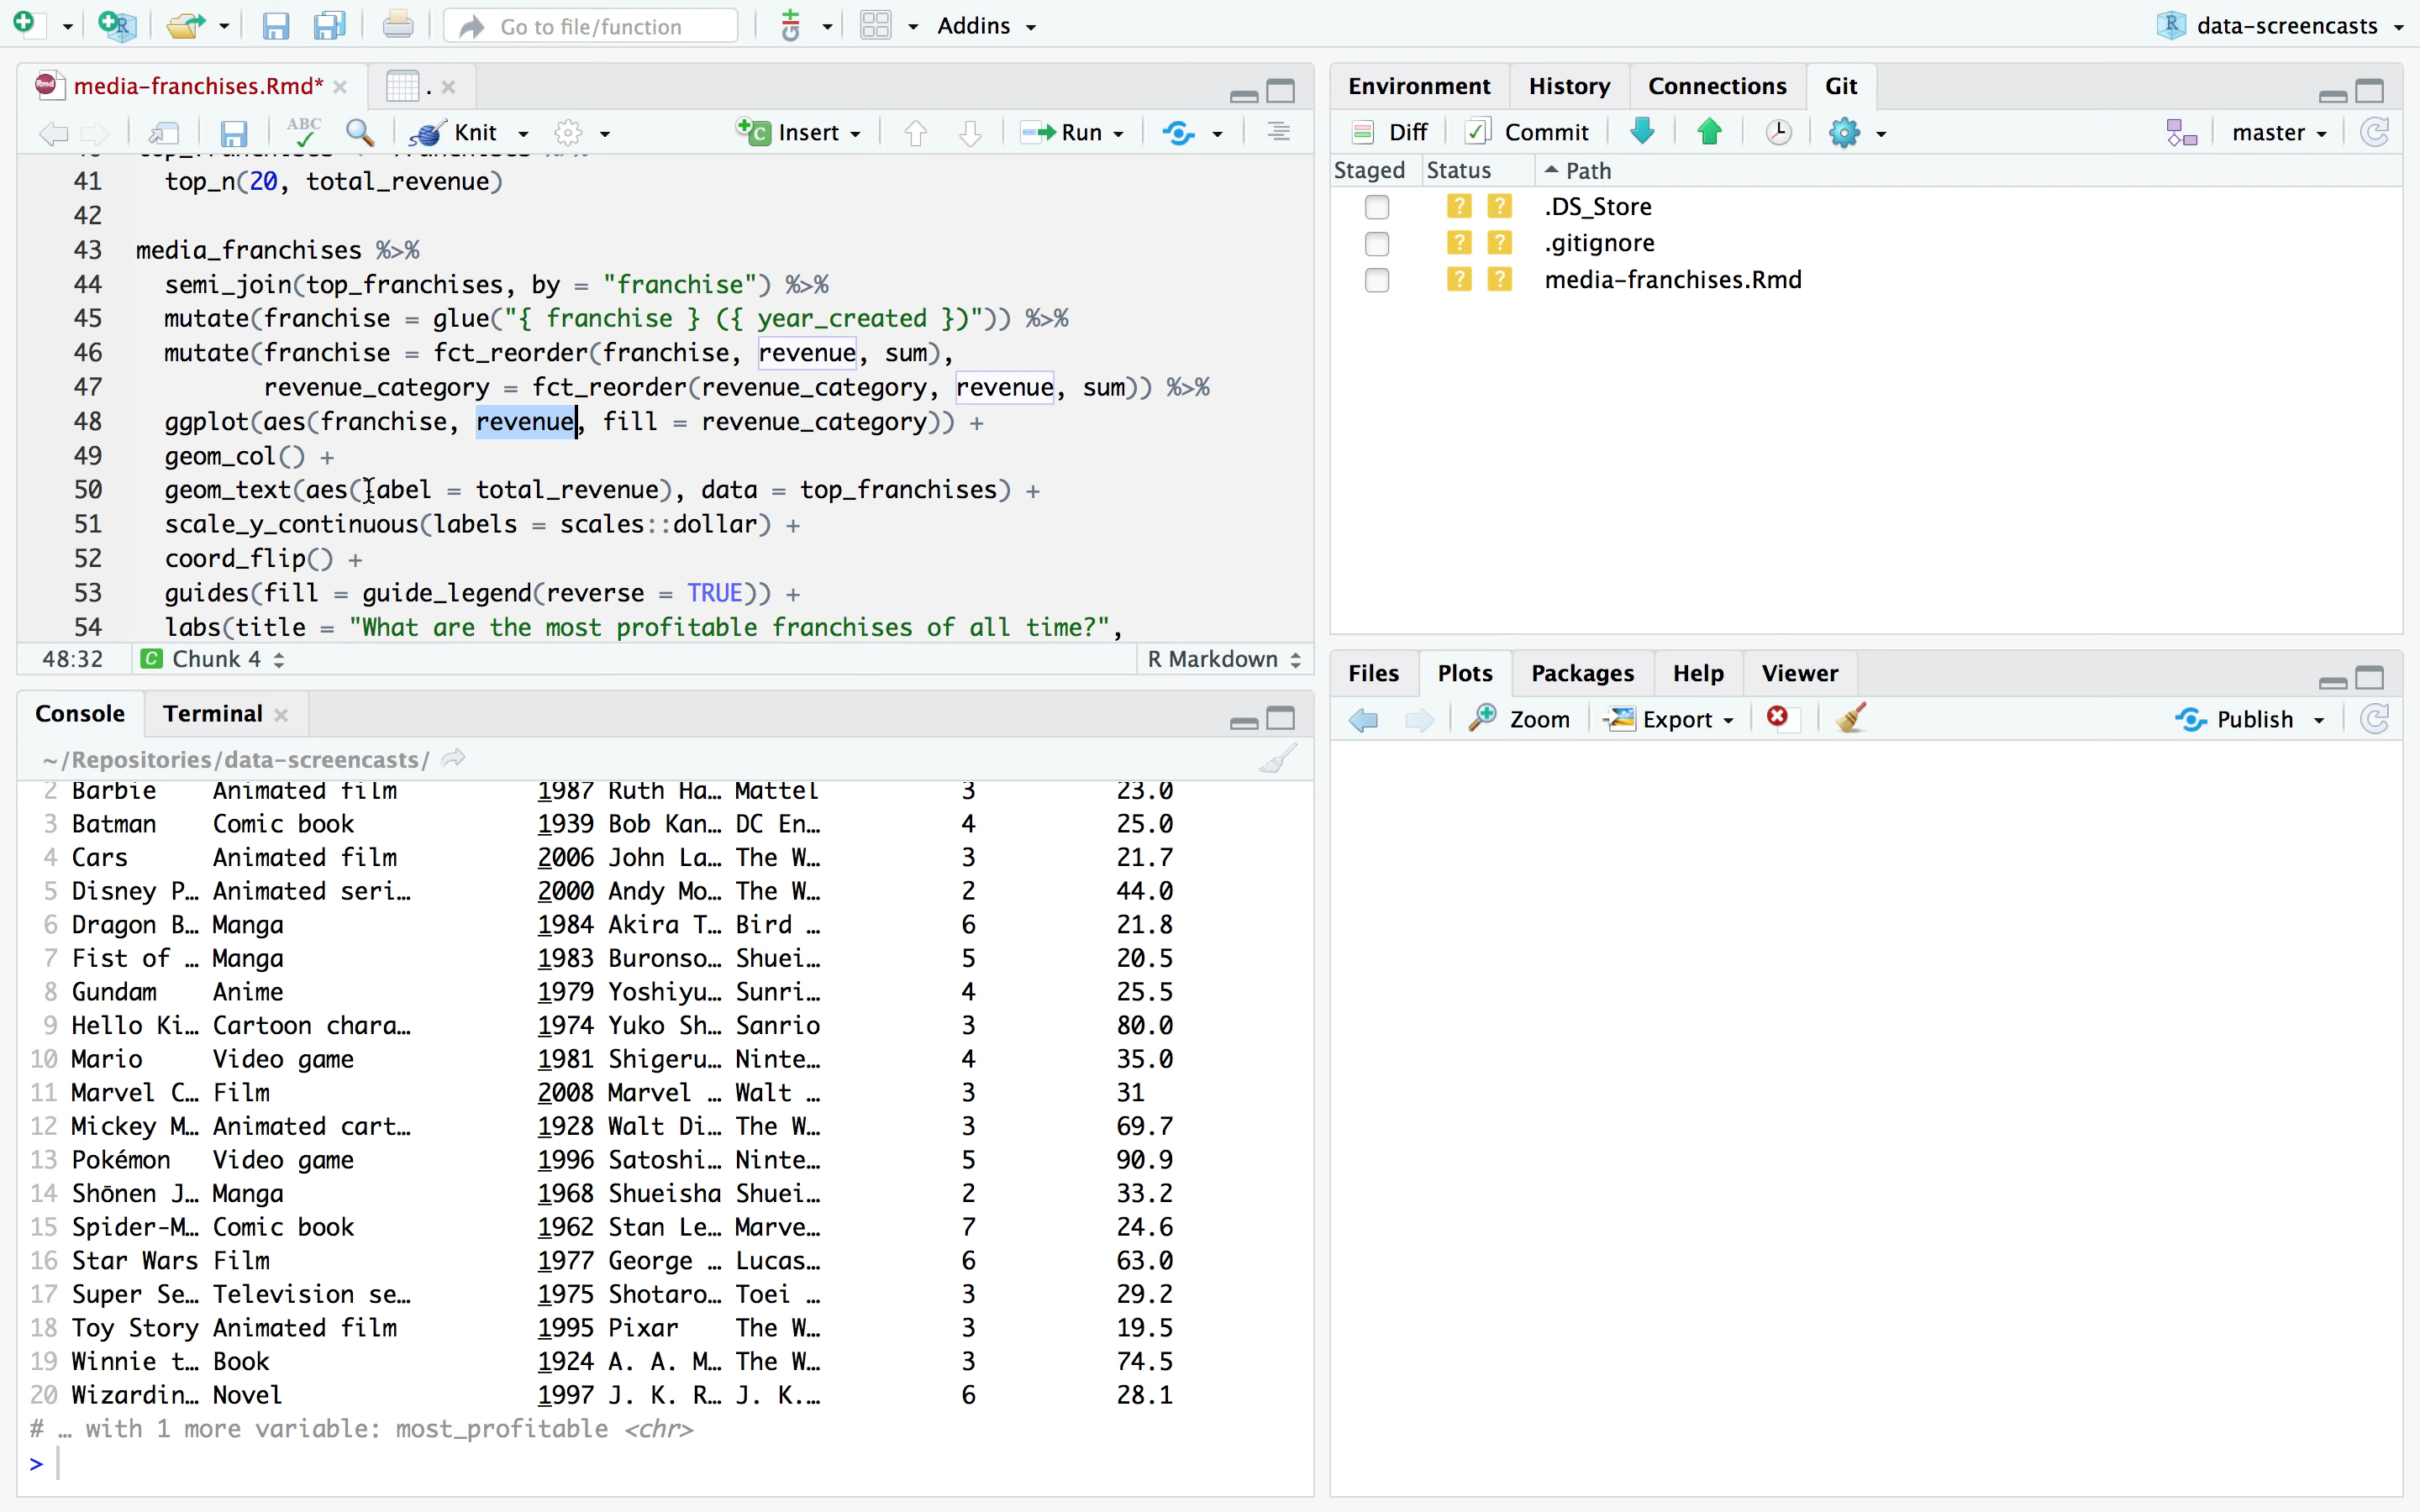 Go to file/function
Addins
data-screencasts
media-franchises.Rmd*
.
ABC
Knit
Insert
Run
41 top_n(20, total_revenue)
42
43 media_franchises %>%
44 semi_join(top_franchises, by = "franchise") %>%
45 mutate(franchise = glue("{ franchise } ({ year_created })")) %>%
46 mutate(franchise = fct_reorder(franchise, revenue, sum),
47 revenue_category = fct_reorder(revenue_category, revenue, sum)) %>%
48 ggplot(aes(franchise, revenue, fill = revenue_category)) +
49 geom_col() +
50 geom_text(aes(label = total_revenue), data = top_franchises) +
51 scale_y_continuous(labels = scales::dollar) +
52 coord_flip() +
53 guides(fill = guide_legend(reverse = TRUE)) +
54 labs(title = "What are the most profitable franchises of all time?",
48:32 C Chunk 4 R Markdown
Console Terminal
~/Repositories/data-screencasts/
2 Barbie Animated film 1987 Ruth Ha… Mattel 3 23.0
3 Batman Comic book 1939 Bob Kan… DC En… 4 25.0
4 Cars Animated film 2006 John La… The W… 3 21.7
5 Disney P… Animated seri… 2000 Andy Mo… The W… 2 44.0
6 Dragon B… Manga 1984 Akira T… Bird … 6 21.8
7 Fist of … Manga 1983 Buronso… Shuei… 5 20.5
8 Gundam Anime 1979 Yoshiyu… Sunri… 4 25.5
9 Hello Ki… Cartoon chara… 1974 Yuko Sh… Sanrio 3 80.0
10 Mario Video game 1981 Shigeru… Ninte… 4 35.0
11 Marvel C… Film 2008 Marvel … Walt … 3 31
12 Mickey M… Animated cart… 1928 Walt Di… The W… 3 69.7
13 Pokémon Video game 1996 Satoshi… Ninte… 5 90.9
14 Shōnen J… Manga 1968 Shueisha Shuei… 2 33.2
15 Spider-M… Comic book 1962 Stan Le… Marve… 7 24.6
16 Star Wars Film 1977 George … Lucas… 6 63.0
17 Super Se… Television se… 1975 Shotaro… Toei … 3 29.2
18 Toy Story Animated film 1995 Pixar The W… 3 19.5
19 Winnie t… Book 1924 A. A. M… The W… 3 74.5
20 Wizardin… Novel 1997 J. K. R… J. K.… 6 28.1
# … with 1 more variable: most_profitable <chr>
>
Environment History Connections Git
Diff Commit master
Staged Status Path
? ? .DS_Store
? ? .gitignore
? ? media-franchises.Rmd
Files Plots Packages Help Viewer
Zoom Export Publish